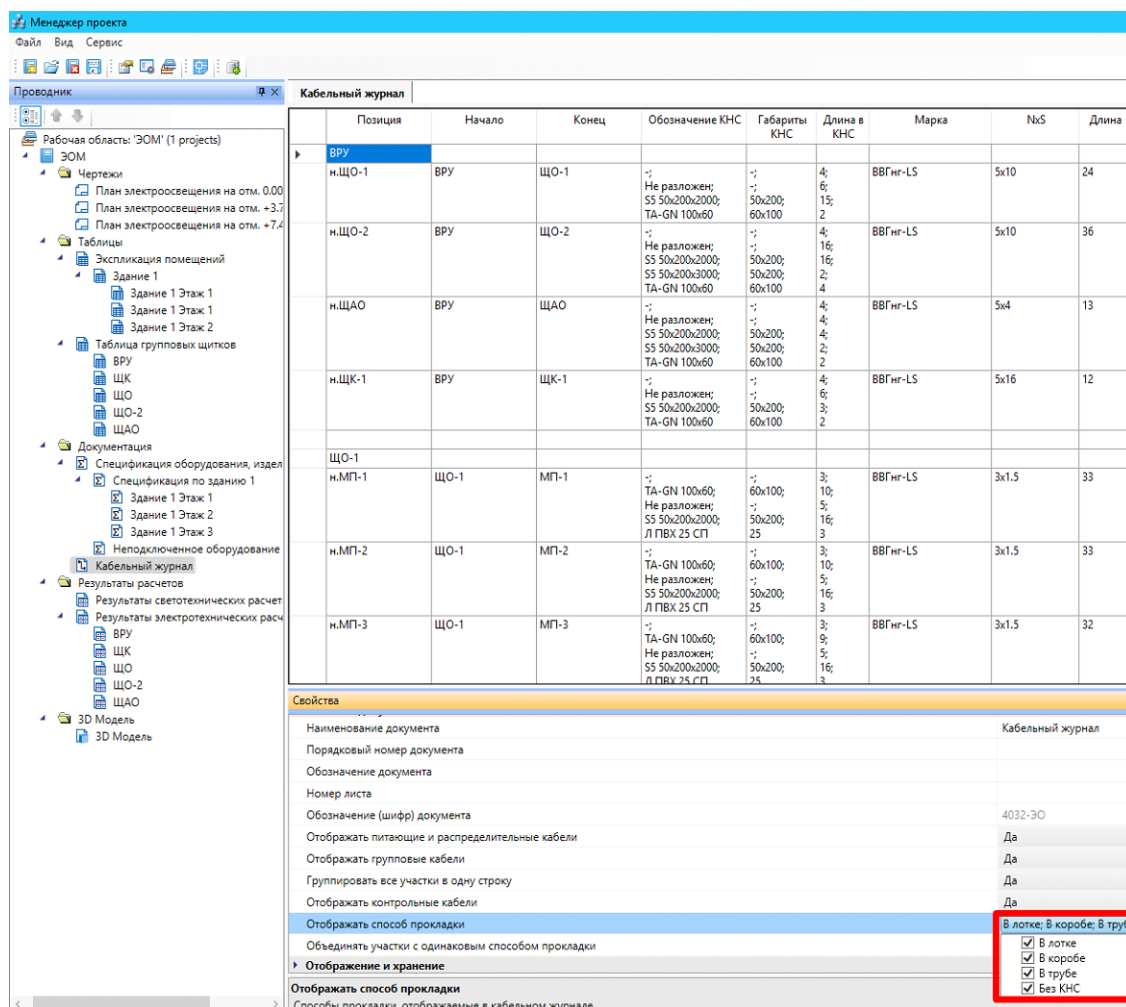 Менеджер проекта
Файл Вид Сервис
Проводник
Рабочая область: 'ЭОМ' (1 projects)
ЭОМ
Чертежи
План электроосвещения на отм. 0.00
План электроосвещения на отм. +3.7
План электроосвещения на отм. +7.4
Таблицы
Экспликация помещений
Здание 1
Здание 1 Этаж 1
Здание 1 Этаж 1
Здание 1 Этаж 2
Таблица групповых щитков
ВРУ
ЩК
ЩО
ЩО-2
ЩАО
Документация
Спецификация оборудования, издел
Спецификация по зданию 1
Здание 1 Этаж 1
Здание 1 Этаж 2
Здание 1 Этаж 3
Неподключенное оборудование
Кабельный журнал
Результаты расчетов
Результаты светотехнических расчет
Результаты электротехнических расч
ВРУ
ЩК
ЩО
ЩО-2
ЩАО
3D Модель
3D Модель
Кабельный журнал
Позиция Начало Конец Обозначение КНС Габариты КНС Длина в КНС Марка NxS Длина
ВРУ
н.ЩО-1 ВРУ ЩО-1 -; -; 4; ВВГнг-LS 5x10 24
Не разложен; -; 6;
S5 50x200x2000; 50x200; 15;
TA-GN 100x60 60x100 2
н.ЩО-2 ВРУ ЩО-2 -; -; 4; ВВГнг-LS 5x10 36
Не разложен; -; 16;
S5 50x200x2000; 50x200; 16;
S5 50x200x3000; 50x200; 2;
TA-GN 100x60 60x100 4
н.ЩАО ВРУ ЩАО -; -; 4; ВВГнг-LS 5x4 13
Не разложен; -; 4;
S5 50x200x2000; 50x200; 4;
S5 50x200x3000; 50x200; 2;
TA-GN 100x60 60x100 2
н.ЩК-1 ВРУ ЩК-1 -; -; 4; ВВГнг-LS 5x16 12
Не разложен; -; 6;
S5 50x200x2000; 50x200; 3;
TA-GN 100x60 60x100 2
ЩО-1
н.МП-1 ЩО-1 МП-1 -; -; 3; ВВГнг-LS 3x1.5 33
TA-GN 100x60; 60x100; 10;
Не разложен; -; 5;
S5 50x200x2000; 50x200; 16;
Л ПВХ 25 СП 25 3
н.МП-2 ЩО-1 МП-2 -; -; 3; ВВГнг-LS 3x1.5 33
TA-GN 100x60; 60x100; 10;
Не разложен; -; 5;
S5 50x200x2000; 50x200; 16;
Л ПВХ 25 СП 25 3
н.МП-3 ЩО-1 МП-3 -; -; 3; ВВГнг-LS 3x1.5 32
TA-GN 100x60; 60x100; 9;
Не разложен; -; 5;
S5 50x200x2000; 50x200; 16;
Л ПВХ 25 СП 25 3
Свойства
Наименование документа Кабельный журнал
Порядковый номер документа
Обозначение документа
Номер листа
Обозначение (шифр) документа 4032-ЭО
Отображать питающие и распределительные кабели Да
Отображать групповые кабели Да
Группировать все участки в одну строку Да
Отображать контрольные кабели Да
Отображать способ прокладки В лотке; В коробе; В труб
Объединять участки с одинаковым способом прокладки
В лотке
В коробе
В трубе
Без КНС
Отображение и хранение
Отображать способ прокладки
Способы прокладки, отображаемые в кабельном журнале